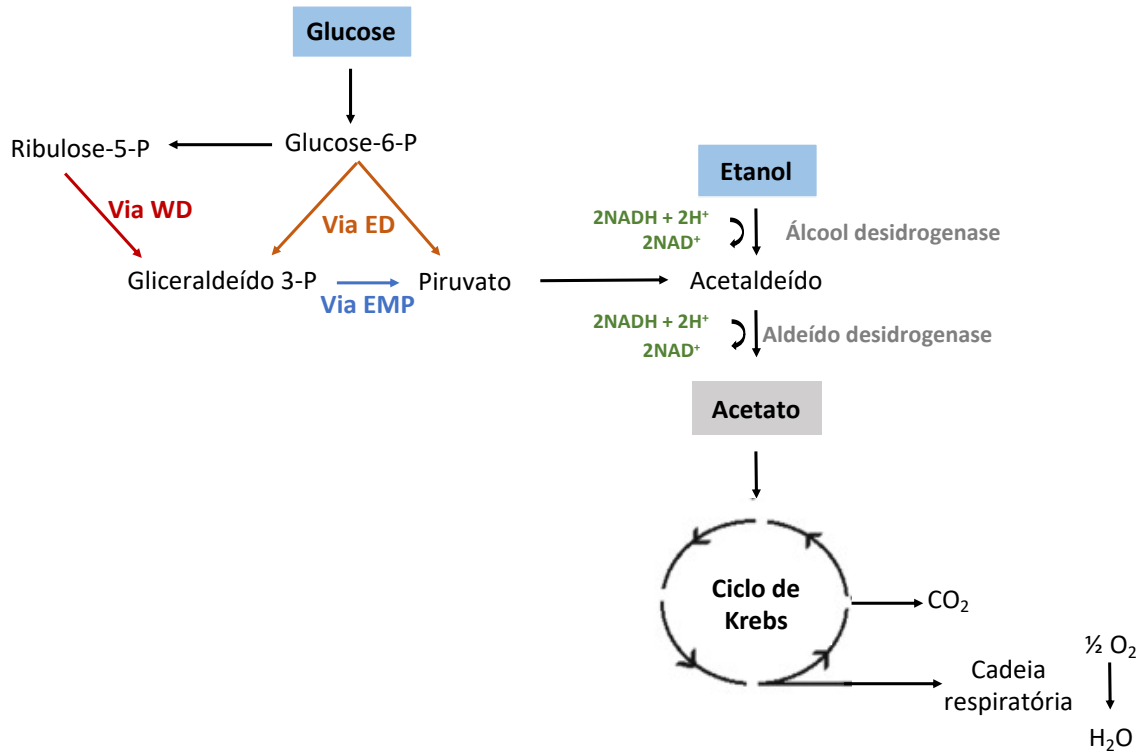 Glucose
Ribulose-5-P
Glucose-6-P
Via WD
Via ED
Gliceraldeído 3-P
Via EMP
Piruvato
Etanol
2NADH + 2H⁺
2NAD⁺
Álcool desidrogenase
Acetaldeído
2NADH + 2H⁺
2NAD⁺
Aldeído desidrogenase
Acetato
Ciclo de
Krebs
CO₂
Cadeia
respiratória
½ O₂
H₂O